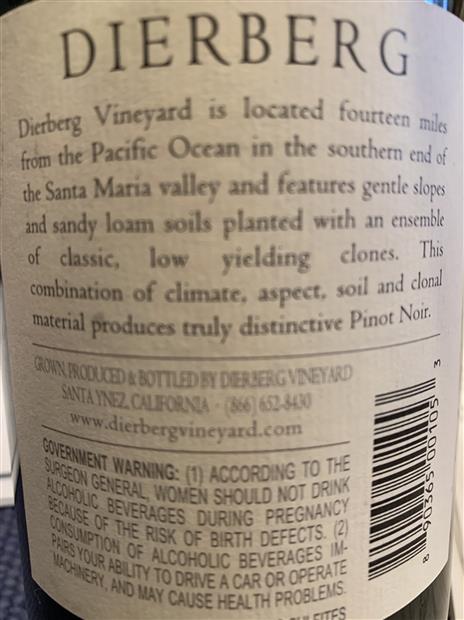 DIERBERG
Dierberg Vineyard is located fourteen miles
from the Pacific Ocean in the southern end of
the Santa Maria valley and features gentle slopes
and sandy loam soils planted with an ensemble
of classic, low yielding clones. This
combination of climate, aspect, soil and clonal
material produces truly distinctive Pinot Noir.
GROWN, PRODUCED & BOTTLED BY DIERBERG VINEYARD
SANTA YNEZ, CALIFORNIA · (866) 652-8430
www.dierbergvineyard.com
GOVERNMENT WARNING: (1) ACCORDING TO THE
SURGEON GENERAL, WOMEN SHOULD NOT DRINK
ALCOHOLIC BEVERAGES DURING PREGNANCY
BECAUSE OF THE RISK OF BIRTH DEFECTS. (2)
CONSUMPTION OF ALCOHOLIC BEVERAGES IM-
PAIRS YOUR ABILITY TO DRIVE A CAR OR OPERATE
MACHINERY, AND MAY CAUSE HEALTH PROBLEMS.
SULFITES
8 90365 00105 3